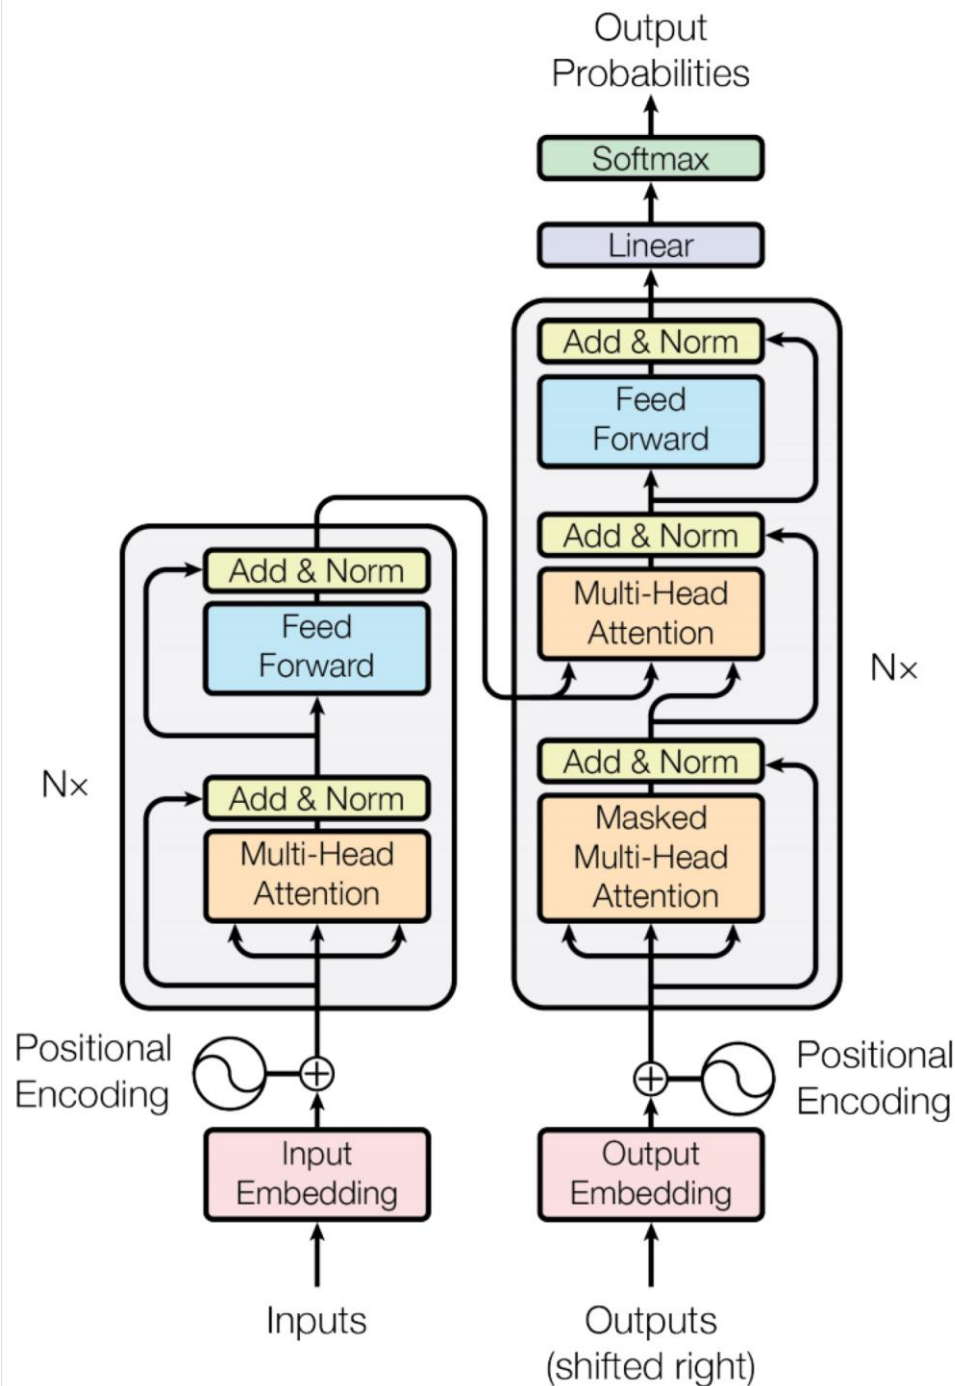 Output
Probabilities
Softmax
Linear
Add & Norm
Feed
Forward
Add & Norm
Multi-Head
Attention
N×
Add & Norm
Masked
Multi-Head
Attention
Add & Norm
Feed
Forward
N×
Add & Norm
Multi-Head
Attention
Positional
Encoding
Positional
Encoding
Input
Embedding
Output
Embedding
Inputs
Outputs
(shifted right)